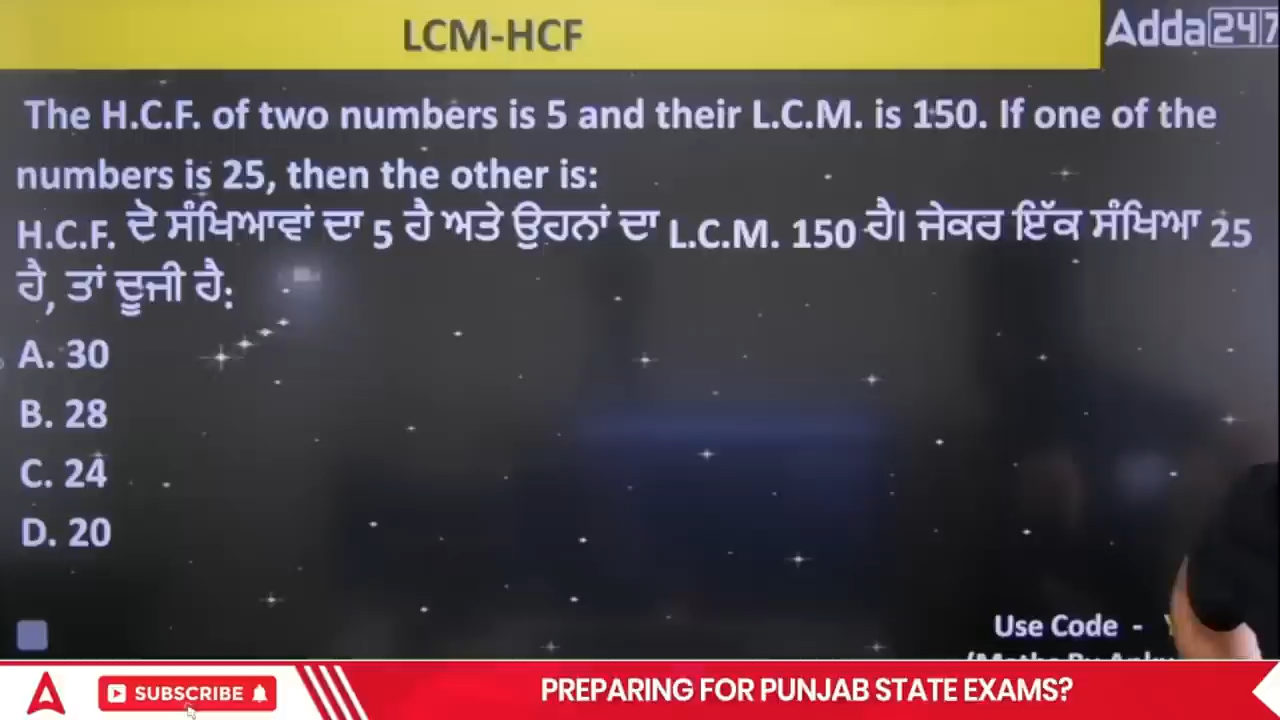 LCM-HCF
Adda247
The H.C.F. of two numbers is 5 and their L.C.M. is 150. If one of the
numbers is 25, then the other is:
H.C.F. ਦੋ ਸੰਖਿਆਵਾਂ ਦਾ 5 ਹੈ ਅਤੇ ਉਹਨਾਂ ਦਾ L.C.M. 150 ਹੈ। ਜੇਕਰ ਇੱਕ ਸੰਖਿਆ 25
ਹੈ, ਤਾਂ ਦੂਜੀ ਹੈ:
A. 30
B. 28
C. 24
D. 20
Use Code -
SUBSCRIBE
PREPARING FOR PUNJAB STATE EXAMS?